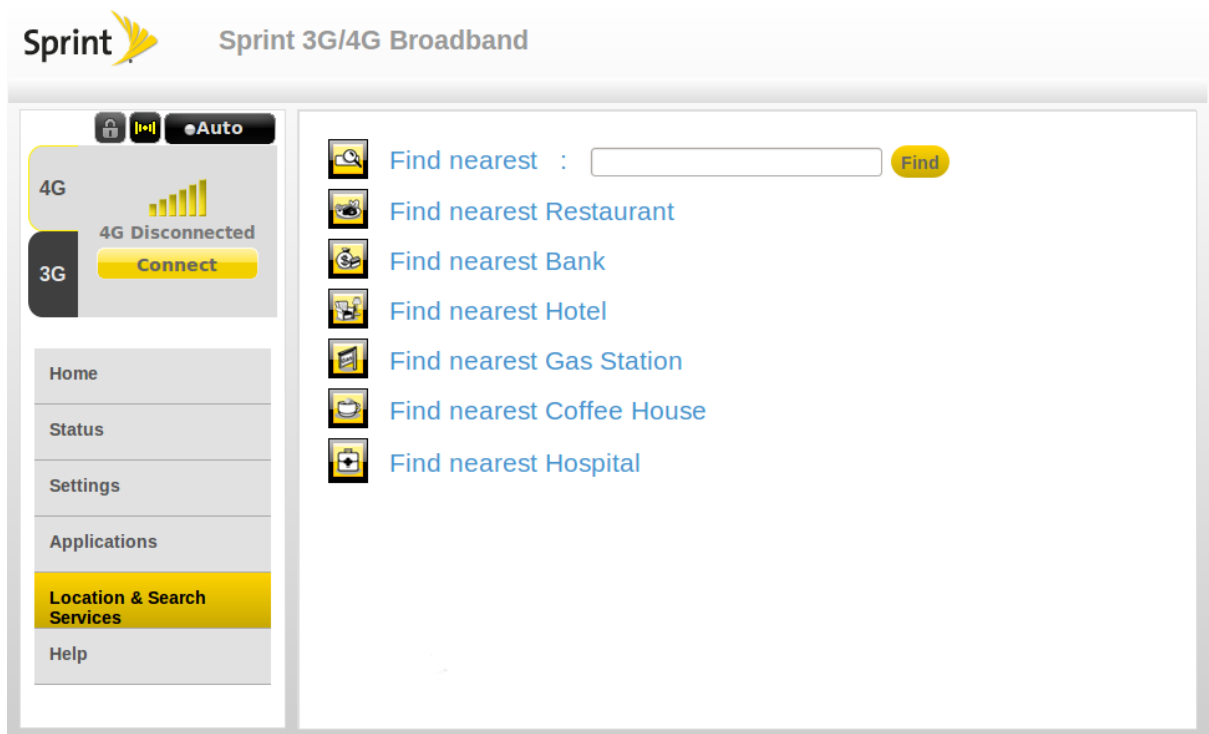 Sprint
Sprint 3G/4G Broadband
Auto
4G
4G Disconnected
Connect
3G
Home
Status
Settings
Applications
Location & Search
Services
Help
Find nearest :
Find
Find nearest Restaurant
Find nearest Bank
Find nearest Hotel
Find nearest Gas Station
Find nearest Coffee House
Find nearest Hospital